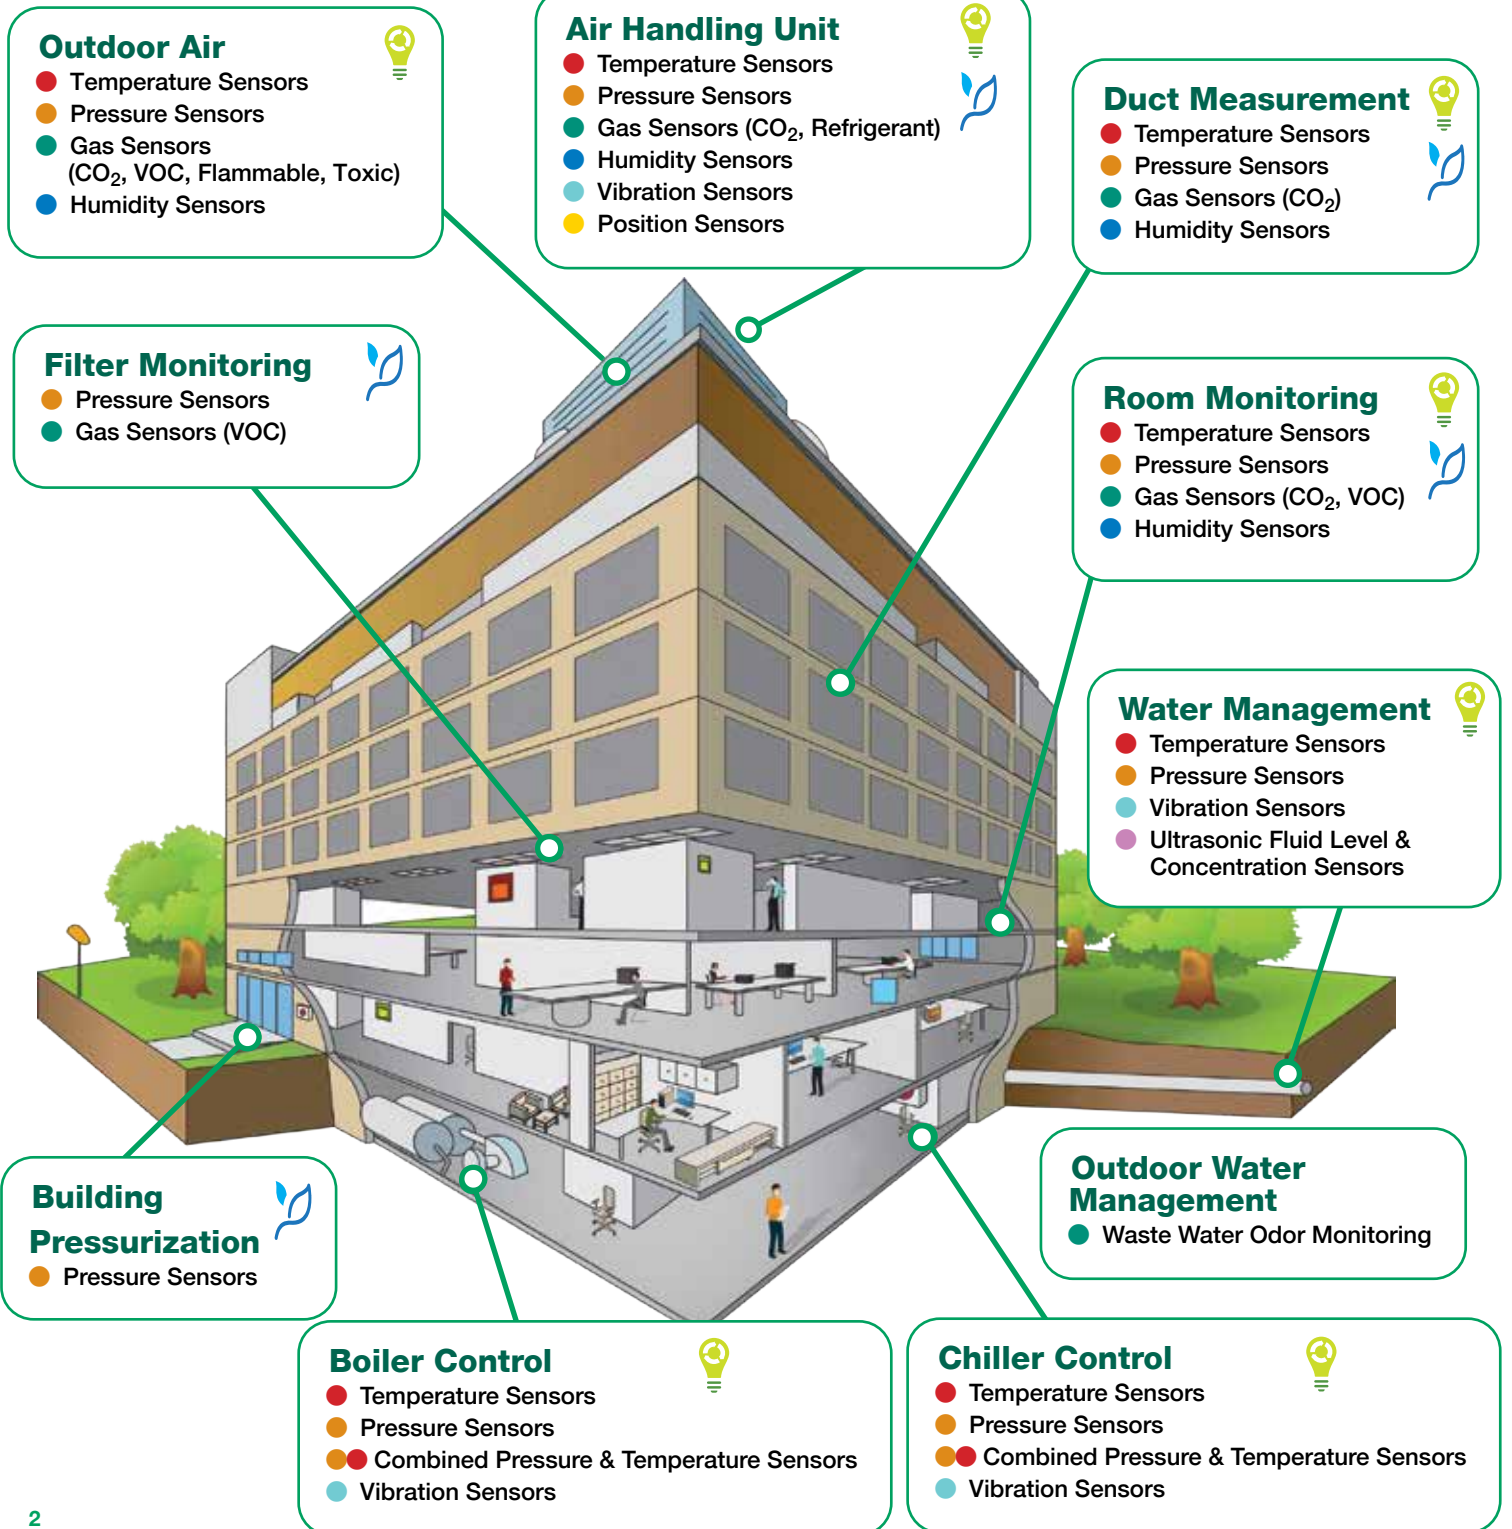 Outdoor Air
Temperature Sensors
Pressure Sensors
Gas Sensors
(CO₂, VOC, Flammable, Toxic)
Humidity Sensors
Air Handling Unit
Temperature Sensors
Pressure Sensors
Gas Sensors (CO₂, Refrigerant)
Humidity Sensors
Vibration Sensors
Position Sensors
Duct Measurement
Temperature Sensors
Pressure Sensors
Gas Sensors (CO₂)
Humidity Sensors
Filter Monitoring
Pressure Sensors
Gas Sensors (VOC)
Room Monitoring
Temperature Sensors
Pressure Sensors
Gas Sensors (CO₂, VOC)
Humidity Sensors
Water Management
Temperature Sensors
Pressure Sensors
Vibration Sensors
Ultrasonic Fluid Level &
Concentration Sensors
Building
Pressurization
Pressure Sensors
Outdoor Water
Management
Waste Water Odor Monitoring
Boiler Control
Temperature Sensors
Pressure Sensors
Combined Pressure & Temperature Sensors
Vibration Sensors
Chiller Control
Temperature Sensors
Pressure Sensors
Combined Pressure & Temperature Sensors
Vibration Sensors
2